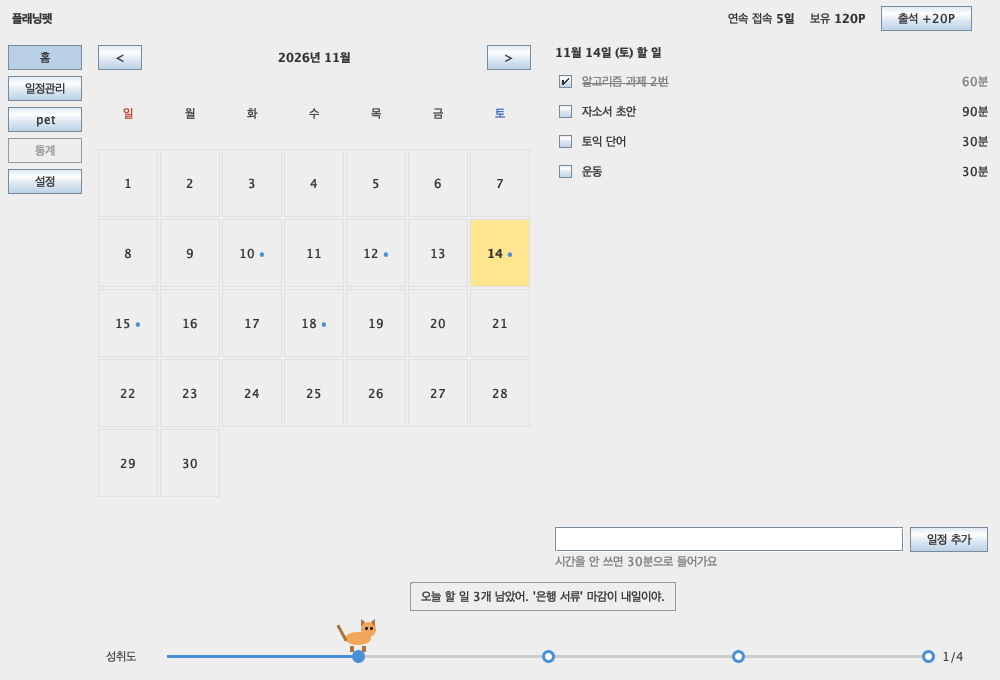 플래닝펫
연속 접속 5일 보유 120P 출석 +20P
홈
일정관리
pet
통계
설정
< 2026년 11월 >
일 월 화 수 목 금 토
1 2 3 4 5 6 7
8 9 10 11 12 13 14
15 16 17 18 19 20 21
22 23 24 25 26 27 28
29 30
11월 14일 (토) 할 일
알고리즘 과제 2번 60분
자소서 초안 90분
토익 단어 30분
운동 30분
일정 추가
시간을 안 쓰면 30분으로 들어가요
오늘 할 일 3개 남았어. '은행 서류' 마감이 내일이야.
성취도 1/4